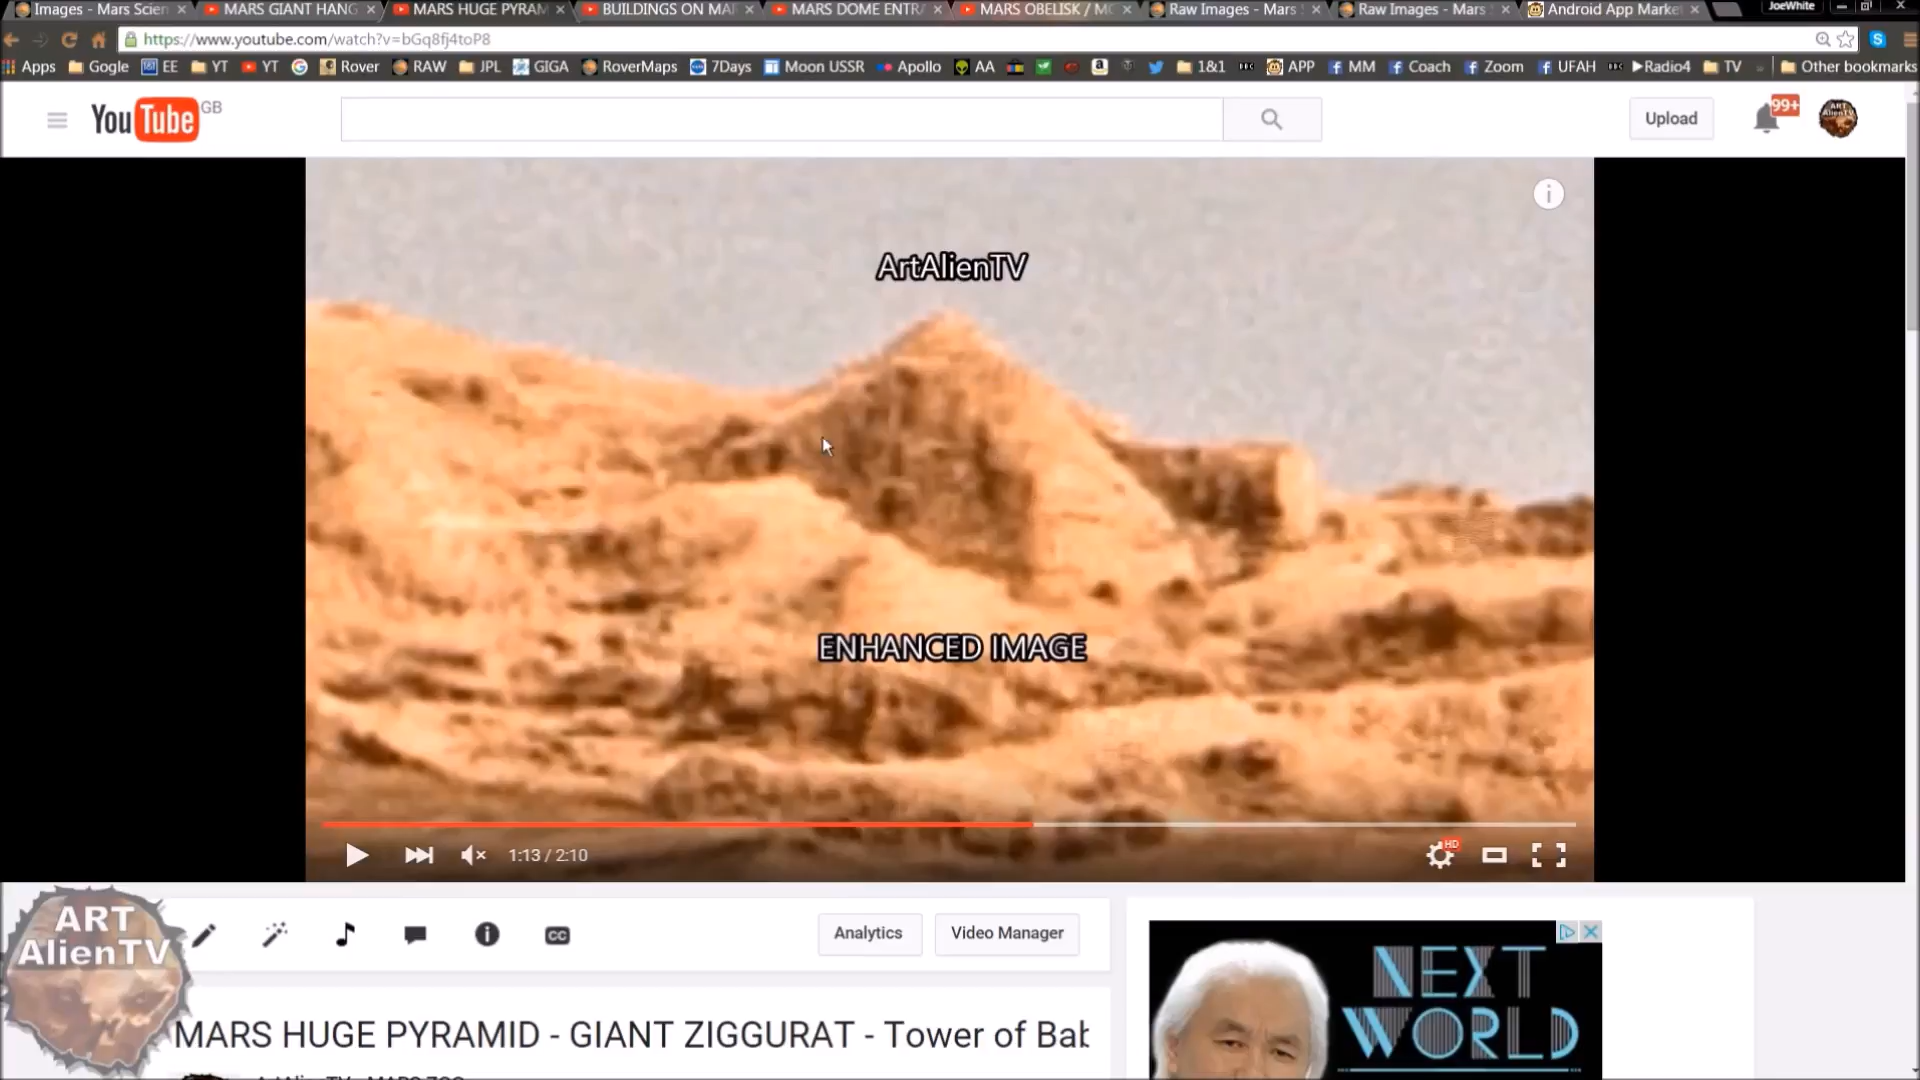 Images - Mars Scien
MARS GIANT HANG
MARS HUGE PYRAM
BUILDINGS ON MA
MARS DOME ENTRA
MARS OBELISK / M
Raw Images - Mars
Raw Images - Mars
Android App Marke
JoeWhite
https://www.youtube.com/watch?v=bGq8fj4toP8
Apps Gogle EE YT YT Rover RAW JPL GIGA RoverMaps 7Days Moon USSR Apollo AA 1&1 APP MM Coach Zoom UFAH Radio4 TV » Other bookmarks
YouTube GB
Upload
99+
ArtAlienTV
ENHANCED IMAGE
1:13 / 2:10
HD
ART
AlienTV
CC
Analytics
Video Manager
NEXT
WORLD
MARS HUGE PYRAMID - GIANT ZIGGURAT - Tower of Bab